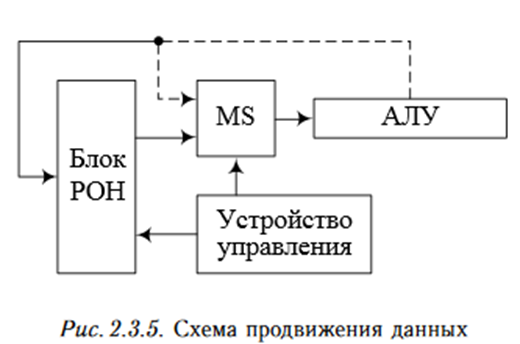 MS
АЛУ
Блок
РОН
Устройство
управления
Рис. 2.3.5. Схема продвижения данных